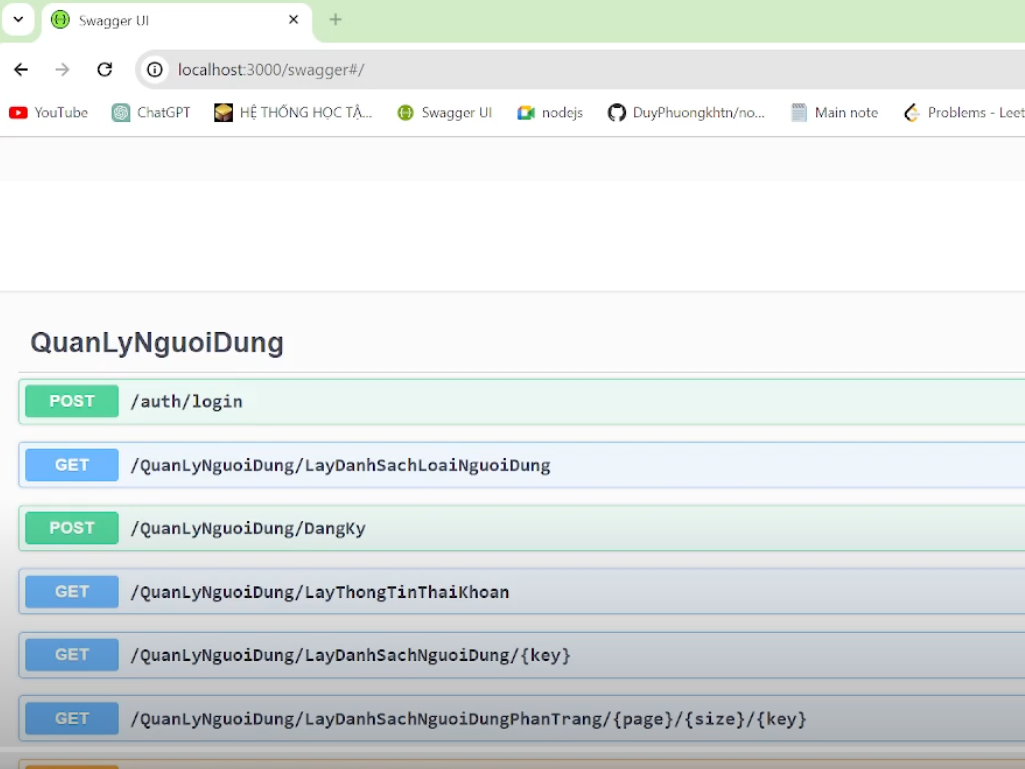 Swagger UI
localhost:3000/swagger#/
YouTube ChatGPT HỆ THỐNG HỌC TẬ... Swagger UI nodejs DuyPhuongkhtn/no... Main note Problems - Leet
QuanLyNguoiDung
POST /auth/login
GET /QuanLyNguoiDung/LayDanhSachLoaiNguoiDung
POST /QuanLyNguoiDung/DangKy
GET /QuanLyNguoiDung/LayThongTinThaiKhoan
GET /QuanLyNguoiDung/LayDanhSachNguoiDung/{key}
GET /QuanLyNguoiDung/LayDanhSachNguoiDungPhanTrang/{page}/{size}/{key}